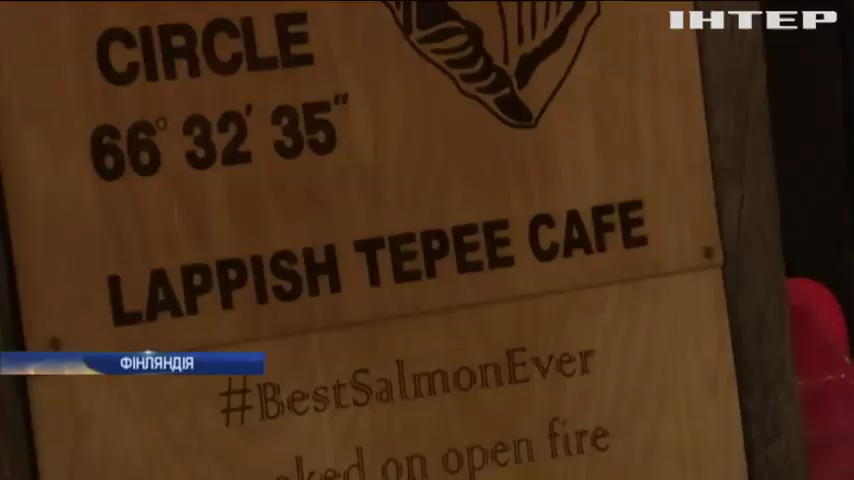 ІНТЕР
CIRCLE
66° 32' 35"
LAPPISH TEPEE CAFE
ФІНЛЯНДІЯ
#BestSalmonEver
on open fire